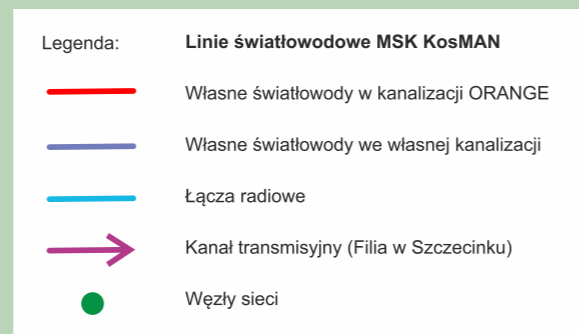 Legenda: Linie światłowodowe MSK KosMAN
Własne światłowody w kanalizacji ORANGE
Własne światłowody we własnej kanalizacji
Łącza radiowe
Kanał transmisyjny (Filia w Szczecinku)
Węzły sieci